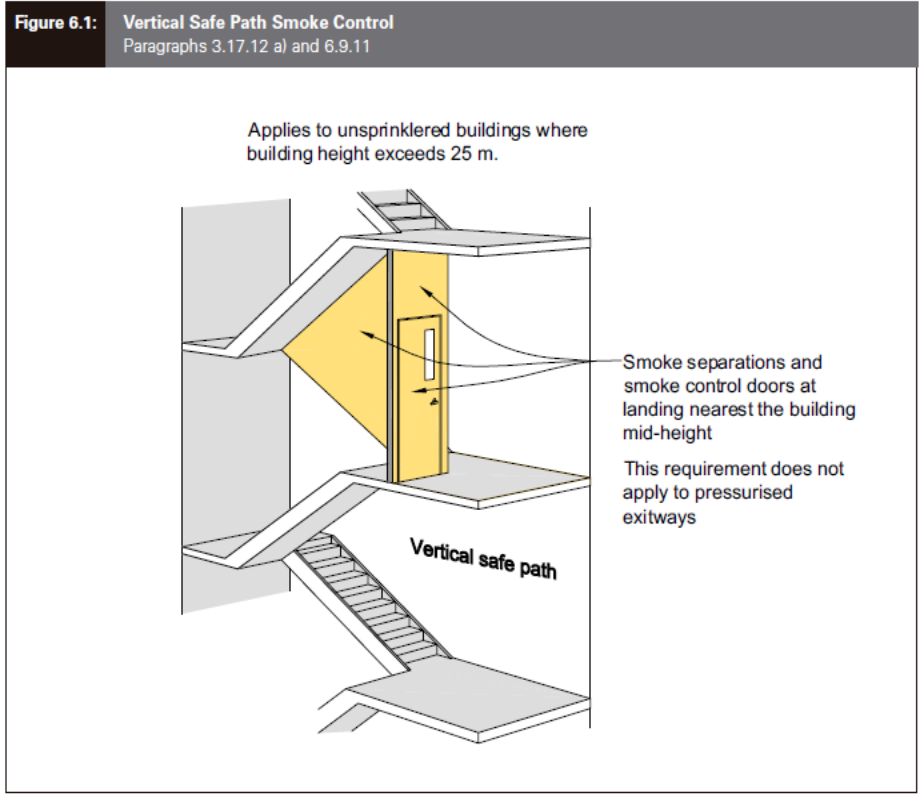 Figure 6.1: Vertical Safe Path Smoke Control
Paragraphs 3.17.12 a) and 6.9.11
Applies to unsprinklered buildings where
building height exceeds 25 m.
Smoke separations and
smoke control doors at
landing nearest the building
mid-height
This requirement does not
apply to pressurised
exitways
Vertical safe path